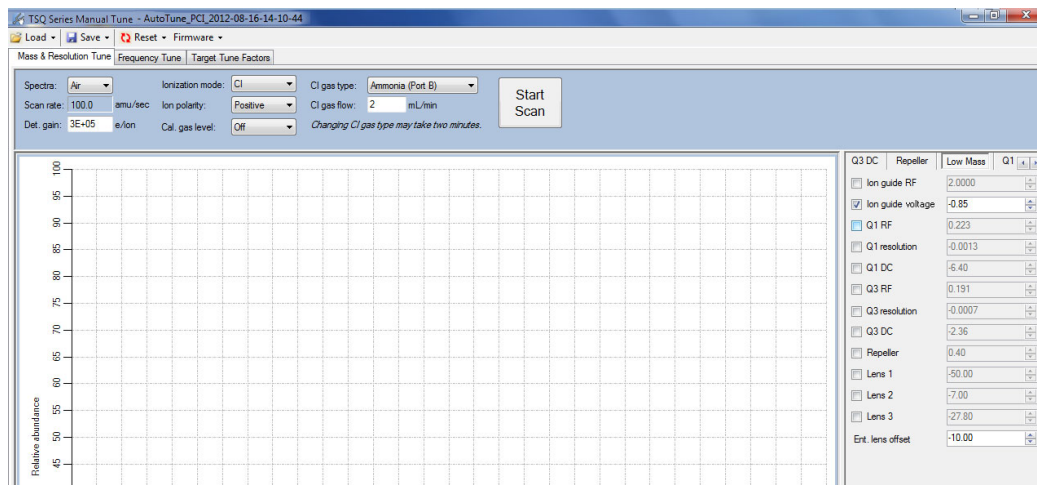 TSQ Series Manual Tune - AutoTune_PCI_2012-08-16-14-10-44
Load Save Reset Firmware
Mass & Resolution Tune Frequency Tune Target Tune Factors
Spectra: Air Ionization mode: CI CI gas type: Ammonia (Port B)
Scan rate: 100.0 amu/sec Ion polarity: Positive CI gas flow: 2 mL/min
Det. gain: 3E+05 e/ion Cal. gas level: Off Changing CI gas type may take two minutes.
Start
Scan
100
95
90
85
80
75
70
65
60
55
50
45
Relative abundance
Q3 DC Repeller Low Mass Q1
Ion guide RF 2.0000
Ion guide voltage -0.85
Q1 RF 0.223
Q1 resolution -0.0013
Q1 DC -6.40
Q3 RF 0.191
Q3 resolution -0.0007
Q3 DC -2.36
Repeller 0.40
Lens 1 -50.00
Lens 2 -7.00
Lens 3 -27.80
Ent. lens offset -10.00